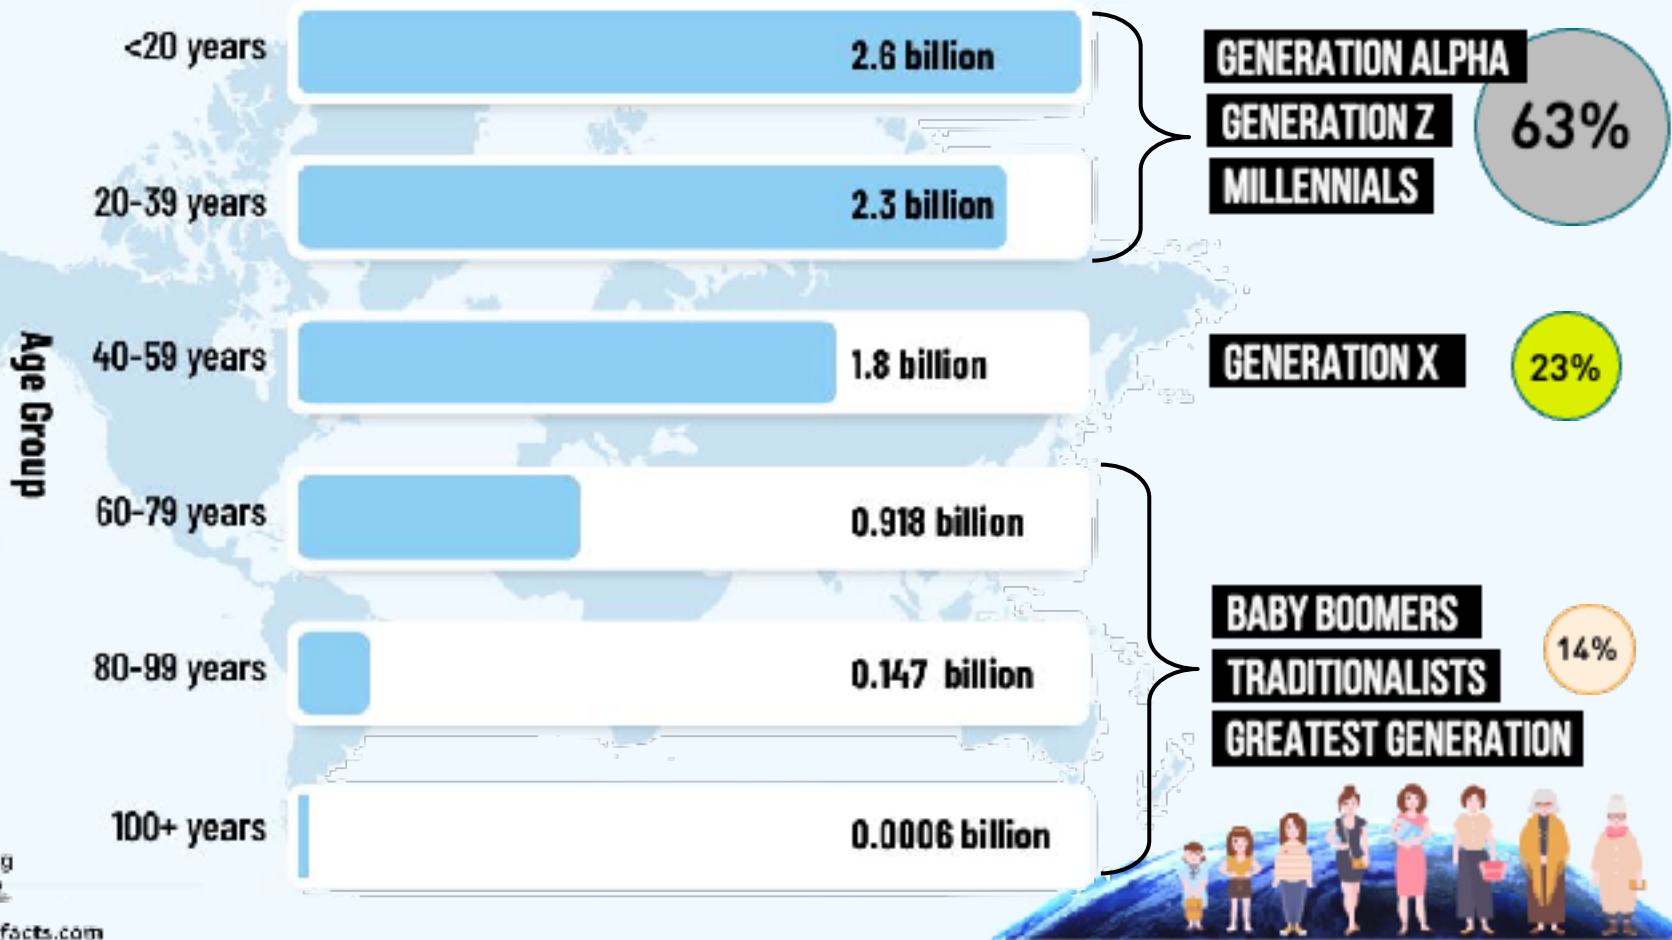 <20 years
2.6 billion
20-39 years
2.3 billion
40-59 years
1.8 billion
60-79 years
0.918 billion
80-99 years
0.147 billion
100+ years
0.0006 billion
Age Group
GENERATION ALPHA
GENERATION Z
MILLENNIALS
63%
GENERATION X
23%
BABY BOOMERS
TRADITIONALISTS
GREATEST GENERATION
14%
g
facts.com